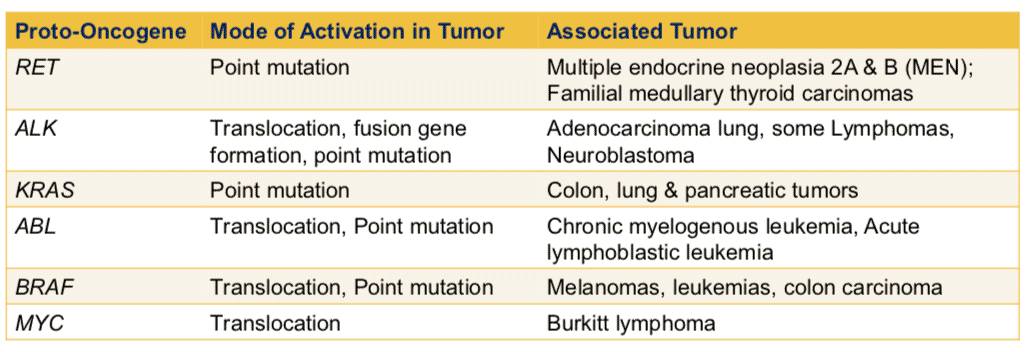 Proto-Oncogene Mode of Activation in Tumor Associated Tumor
RET Point mutation Multiple endocrine neoplasia 2A & B (MEN);
Familial medullary thyroid carcinomas
ALK Translocation, fusion gene Adenocarcinoma lung, some Lymphomas,
formation, point mutation Neuroblastoma
KRAS Point mutation Colon, lung & pancreatic tumors
ABL Translocation, Point mutation Chronic myelogenous leukemia, Acute
lymphoblastic leukemia
BRAF Translocation, Point mutation Melanomas, leukemias, colon carcinoma
MYC Translocation Burkitt lymphoma